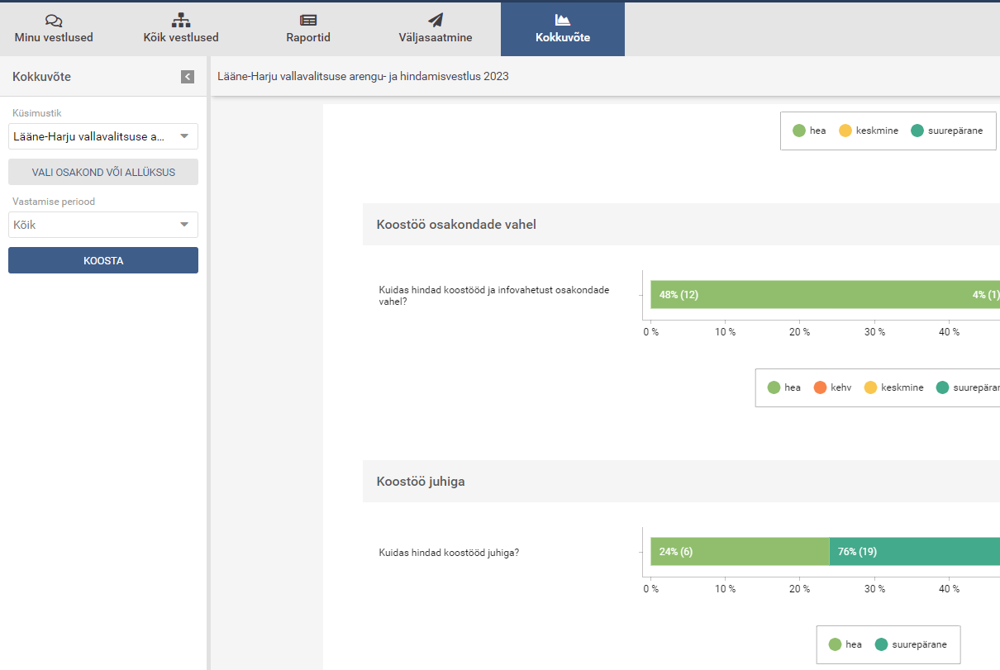 Minu vestlused
Kõik vestlused
Raportid
Väljasaatmine
Kokkuvõte
Kokkuvõte
Lääne-Harju vallavalitsuse arengu- ja hindamisvestlus 2023
Küsimustik
Lääne-Harju vallavalitsuse a...
VALI OSAKOND VÕI ALLÜKSUS
Vastamise periood
Kõik
KOOSTA
hea keskmine suurepärane
Koostöö osakondade vahel
Kuidas hindad koostööd ja infovahetust osakondade
vahel?
48% (12) 4% (1)
0 % 10 % 20 % 30 % 40 %
hea kehv keskmine suurepärar
Koostöö juhiga
Kuidas hindad koostööd juhiga?
24% (6) 76% (19)
0 % 10 % 20 % 30 % 40 %
hea suurepärane